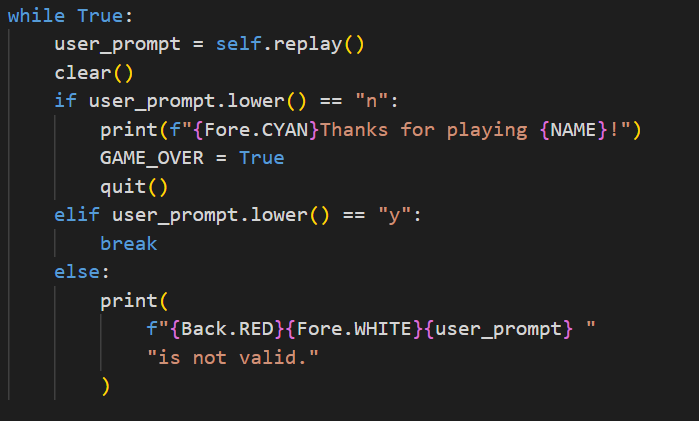 while True:
    user_prompt = self.replay()
    clear()
    if user_prompt.lower() == "n":
        print(f"{Fore.CYAN}Thanks for playing {NAME}!")
        GAME_OVER = True
        quit()
    elif user_prompt.lower() == "y":
        break
    else:
        print(
            f"{Back.RED}{Fore.WHITE}{user_prompt} "
            "is not valid."
        )